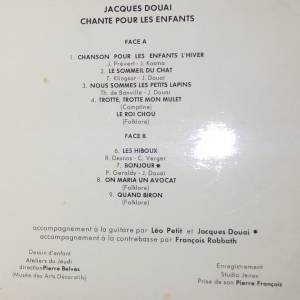 JACQUES DOUAI
CHANTE POUR LES ENFANTS
FACE A
1. CHANSON POUR LES ENFANTS L'HIVER
J. Prévert - J. Kosma
2. LE SOMMEIL DU CHAT
T. Klingsor - J. Douai
3. NOUS SOMMES LES PETITS LAPINS
Th. de Banville - J. Douai
4. TROTTE, TROTTE MON MULET
(Comptine)
LE ROI CHOU
(Folklore)
FACE B
6. LES HIBOUX
R. Desnos - C. Verger
7. BONJOUR ★
P. Geraldy - J. Douai
8. ON MARIA UN AVOCAT
(Folklore)
9. QUAND BIRON
(Folklore)
accompagnement à la guitare par Léo Petit et Jacques Douai ★
accompagnement à la contrebasse par François Rabbath
Dessin d'enfant
Ateliers du Jeudi
direction Pierre Belvès
(Musée des Arts Décoratifs)
Enregistrement
Studio Jenex
Prise de son Pierre François